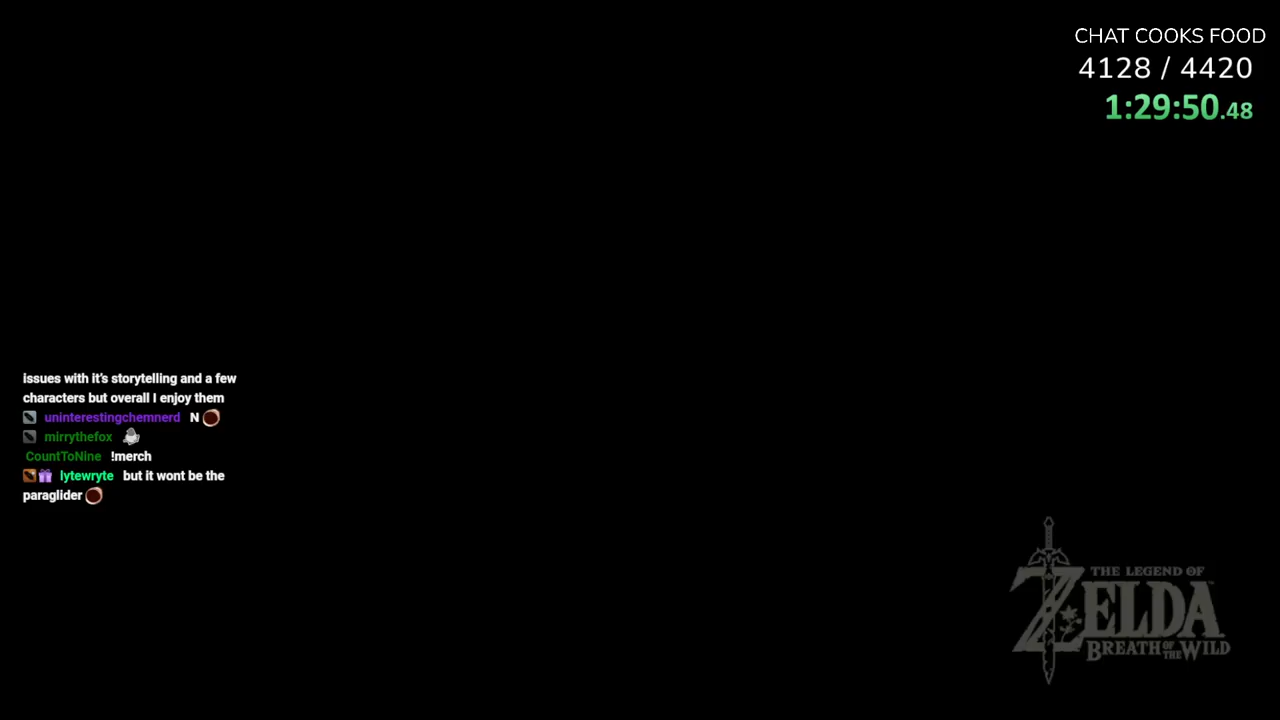 CHAT COOKS FOOD
4128 / 4420
1:29:50.48
issues with it's storytelling and a few
characters but overall I enjoy them
uninterestingchemnerd N
mirrythefox
CountToNine !merch
lytewryte but it wont be the
paraglider
THE LEGEND OF
ZELDA
BREATH OF THE WILD